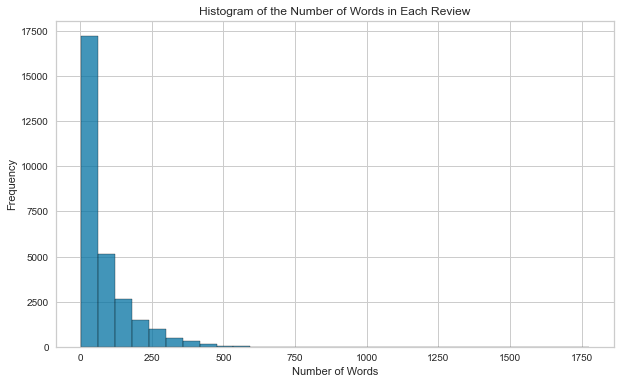 Histogram of the Number of Words in Each Review
17500
15000
12500
10000
7500
5000
2500
0
Frequency
0 250 500 750 1000 1250 1500 1750
Number of Words